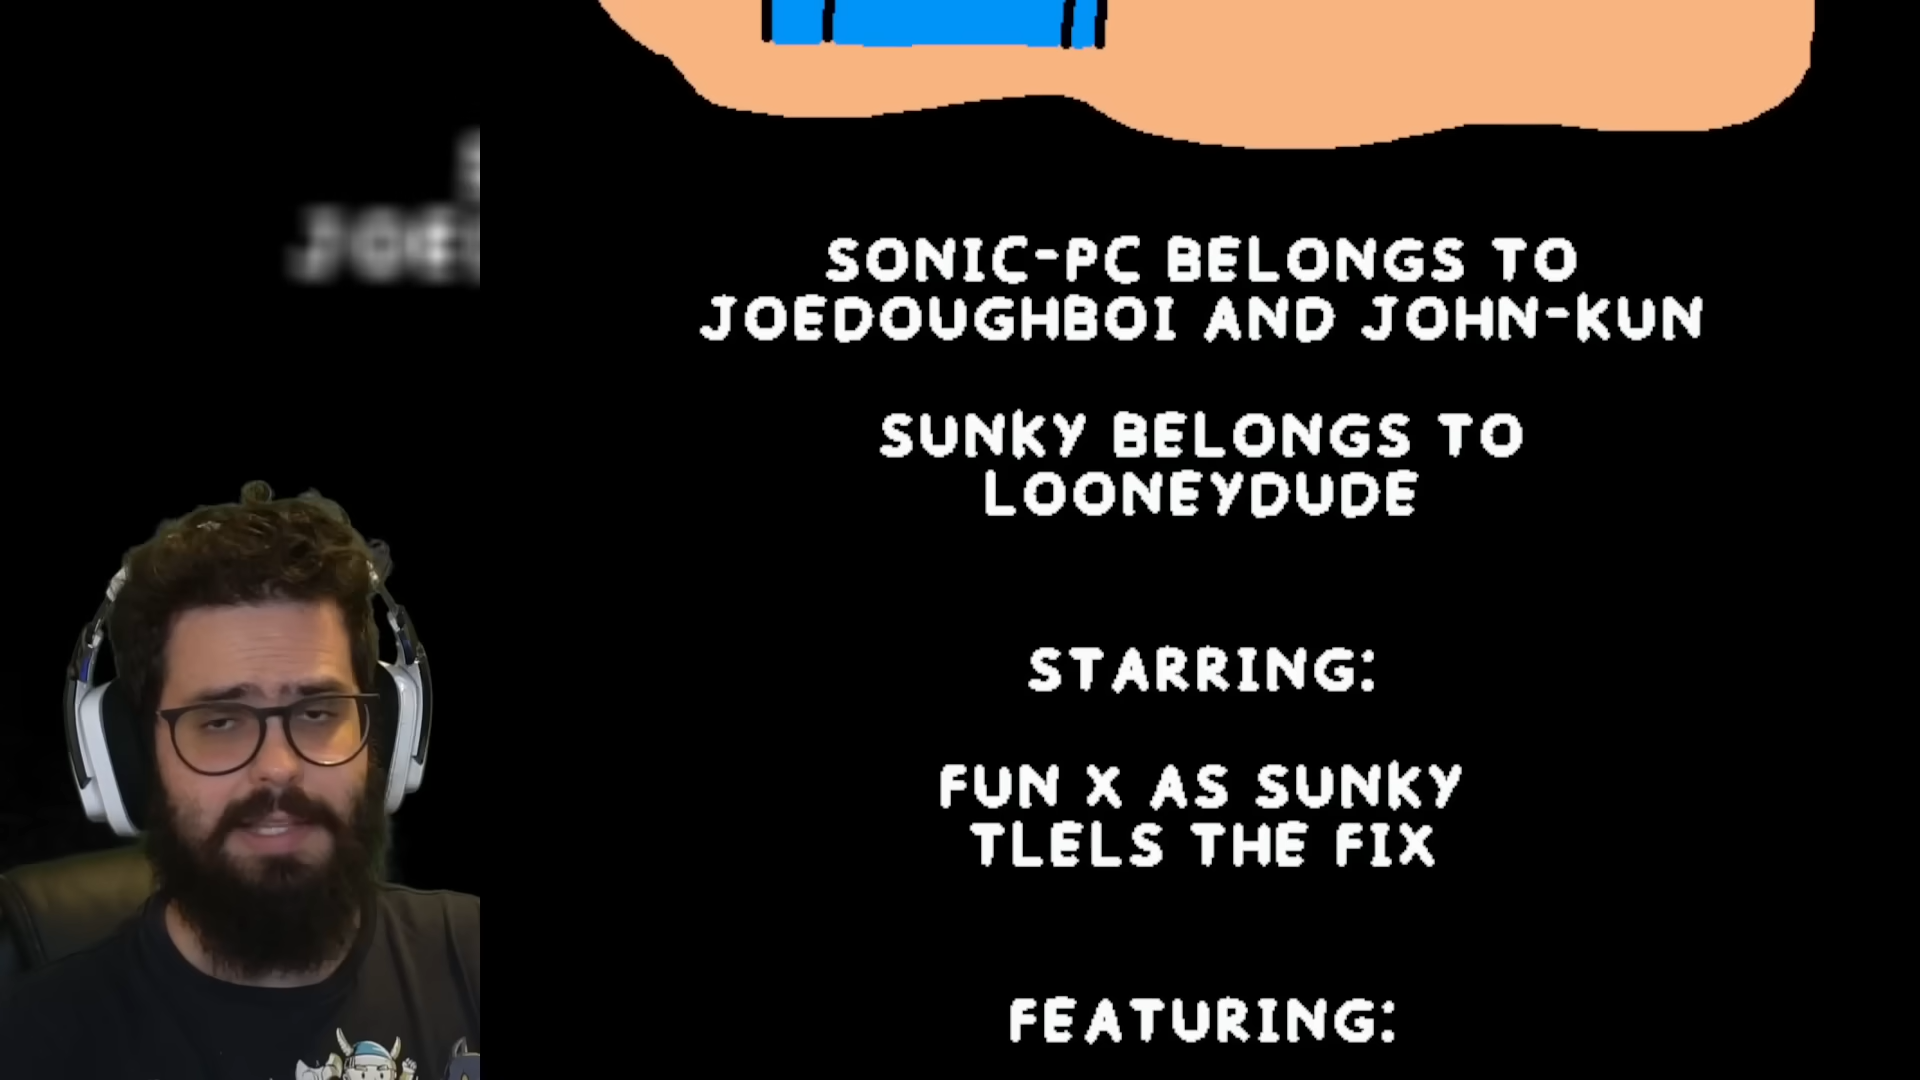 SONIC-PC BELONGS TO
JOEDOUGHBOI AND JOHN-KUN
SUNKY BELONGS TO
LOONEYDUDE
STARRING:
FUN X AS SUNKY
TLELS THE FIX
FEATURING:
JOE